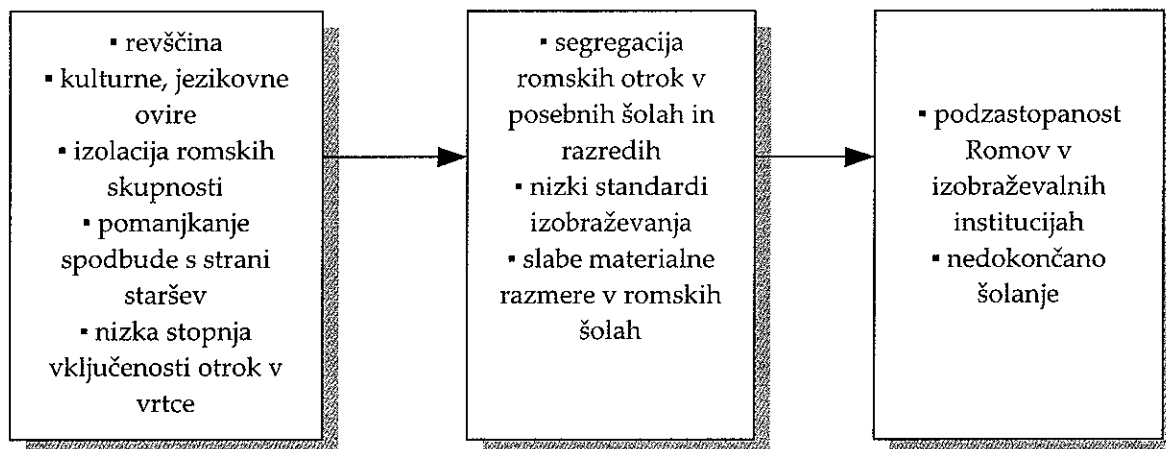 ▪ revščina
▪ kulturne, jezikovne
ovire
▪ izolacija romskih
skupnosti
▪ pomanjkanje
spodbude s strani
staršev
▪ nizka stopnja
vključenosti otrok v
vrtce
▪ segregacija
romskih otrok v
posebnih šolah in
razredih
▪ nizki standardi
izobraževanja
▪ slabe materialne
razmere v romskih
šolah
▪ podzastopanost
Romov v
izobraževalnih
institucijah
▪ nedokončano
šolanje